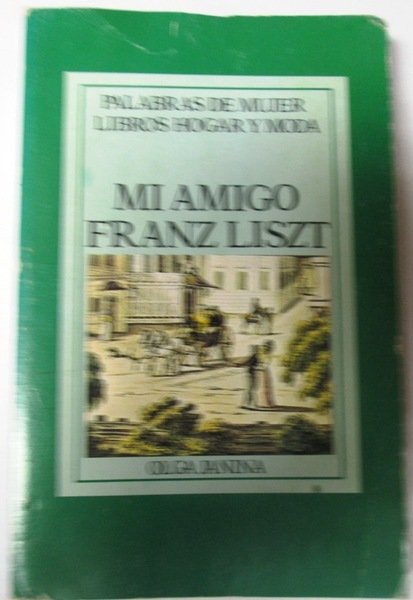 PALABRAS DE MUJER
LIBROS HOGAR Y MODA
MI AMIGO
FRANZ LISZT
OLGA JANINA